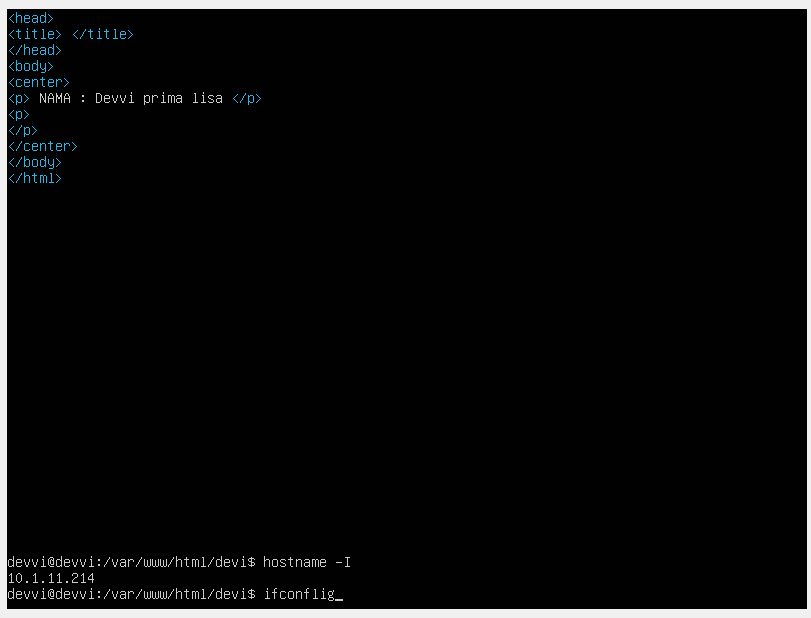 <head>
<title> </title>
</head>
<body>
<center>
<p> NAMA : Devvi prima lisa </p>
<p>
</p>
</center>
</body>
</html>
devvi@devvi:/var/www/html/devi$ hostname -I
10.1.11.214
devvi@devvi:/var/www/html/devi$ ifconflig_